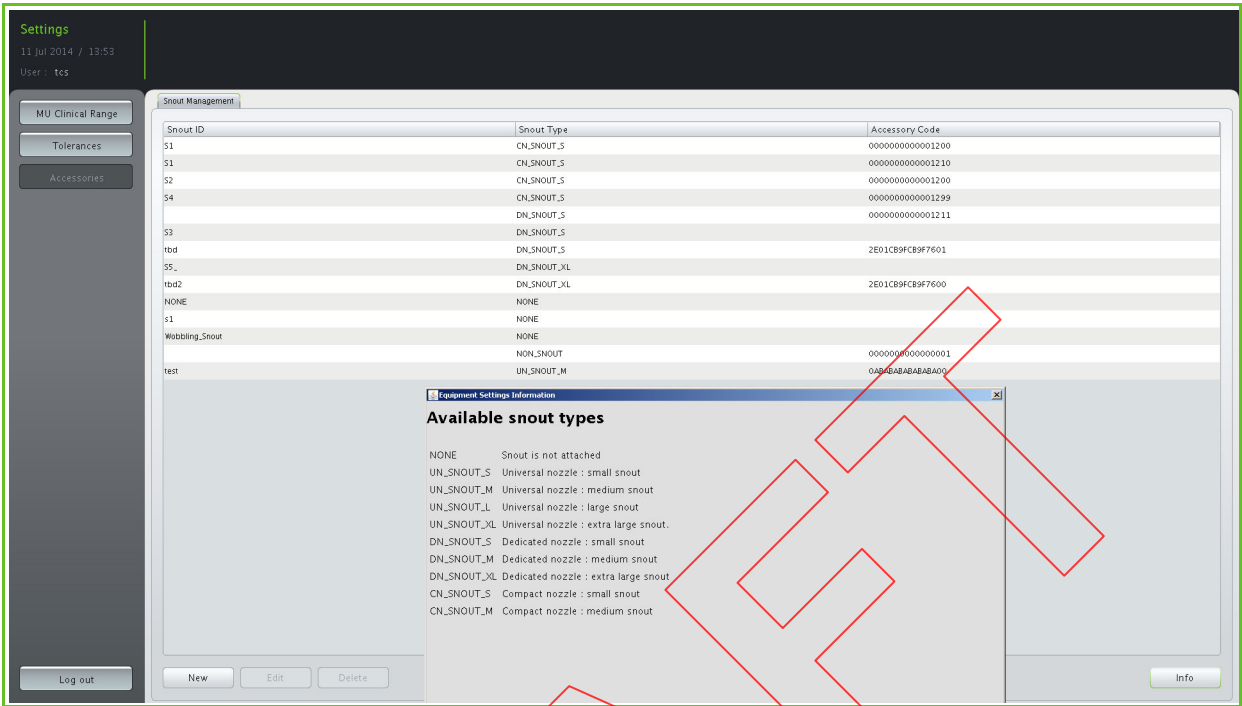 Settings
11 Jul 2014 / 13:53
User : tcs
MU Clinical Range
Tolerances
Accessories
Log out
Snout Management
Snout ID Snout Type Accessory Code
S1 CN_SNOUT_S 0000000000001200
S1 CN_SNOUT_S 0000000000001210
S2 CN_SNOUT_S 0000000000001200
S4 CN_SNOUT_S 0000000000001299
DN_SNOUT_S 0000000000001211
S3 DN_SNOUT_S
tbd DN_SNOUT_S 2E01CB9FCB9F7601
S5_ DN_SNOUT_XL
tbd2 DN_SNOUT_XL 2E01CB9FCB9F7600
NONE NONE
s1 NONE
Wobbling_Snout NONE
NON_SNOUT 0000000000000001
test UN_SNOUT_M 0ABABABABABABA00
Equipment Settings Information
Available snout types
NONE Snout is not attached
UN_SNOUT_S Universal nozzle : small snout
UN_SNOUT_M Universal nozzle : medium snout
UN_SNOUT_L Universal nozzle : large snout
UN_SNOUT_XL Universal nozzle : extra large snout.
DN_SNOUT_S Dedicated nozzle : small snout
DN_SNOUT_M Dedicated nozzle : medium snout
DN_SNOUT_XL Dedicated nozzle : extra large snout
CN_SNOUT_S Compact nozzle : small snout
CN_SNOUT_M Compact nozzle : medium snout
New Edit Delete Info